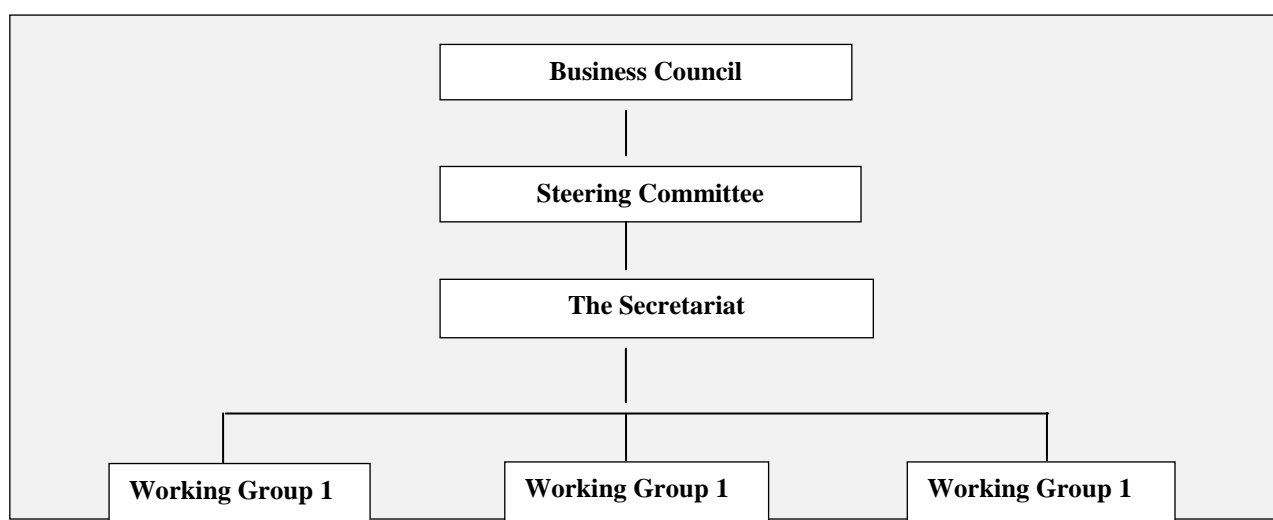 Business Council
Steering Committee
The Secretariat
Working Group 1
Working Group 1
Working Group 1